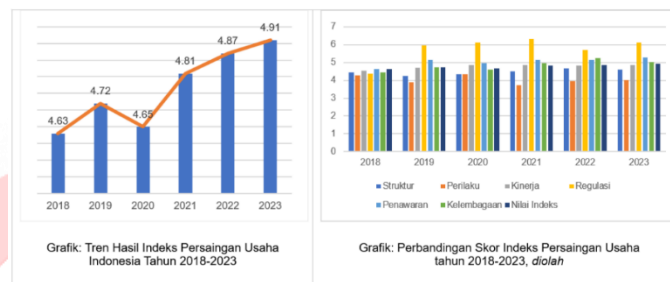 4.63
4.72
4.65
4.81
4.87
4.91
2018 2019 2020 2021 2022 2023
Grafik: Tren Hasil Indeks Persaingan Usaha
Indonesia Tahun 2018-2023
7
6
5
4
3
2
1
0
2018 2019 2020 2021 2022 2023
Struktur Perilaku Kinerja Regulasi
Penawaran Kelembagaan Nilai Indeks
Grafik: Perbandingan Skor Indeks Persaingan Usaha
tahun 2018-2023, diolah